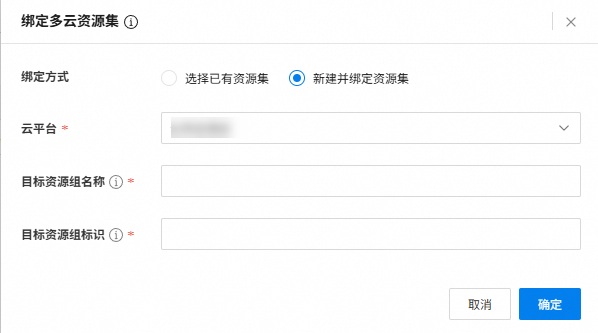 绑定多云资源集
绑定方式 选择已有资源集 新建并绑定资源集
云平台 *
目标资源组名称 *
目标资源组标识 *
取消 确定